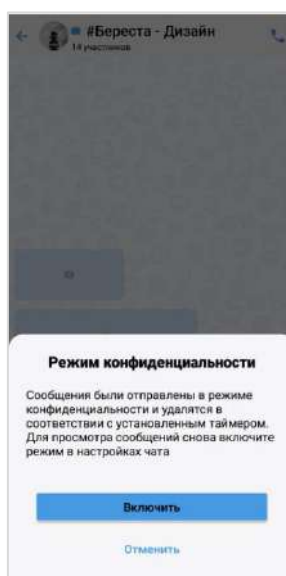 #Береста - Дизайн
14 участников
Режим конфиденциальности
Сообщения были отправлены в режиме
конфиденциальности и удалятся в
соответствии с установленным таймером.
Для просмотра сообщений снова включите
режим в настройках чата
Включить
Отменить